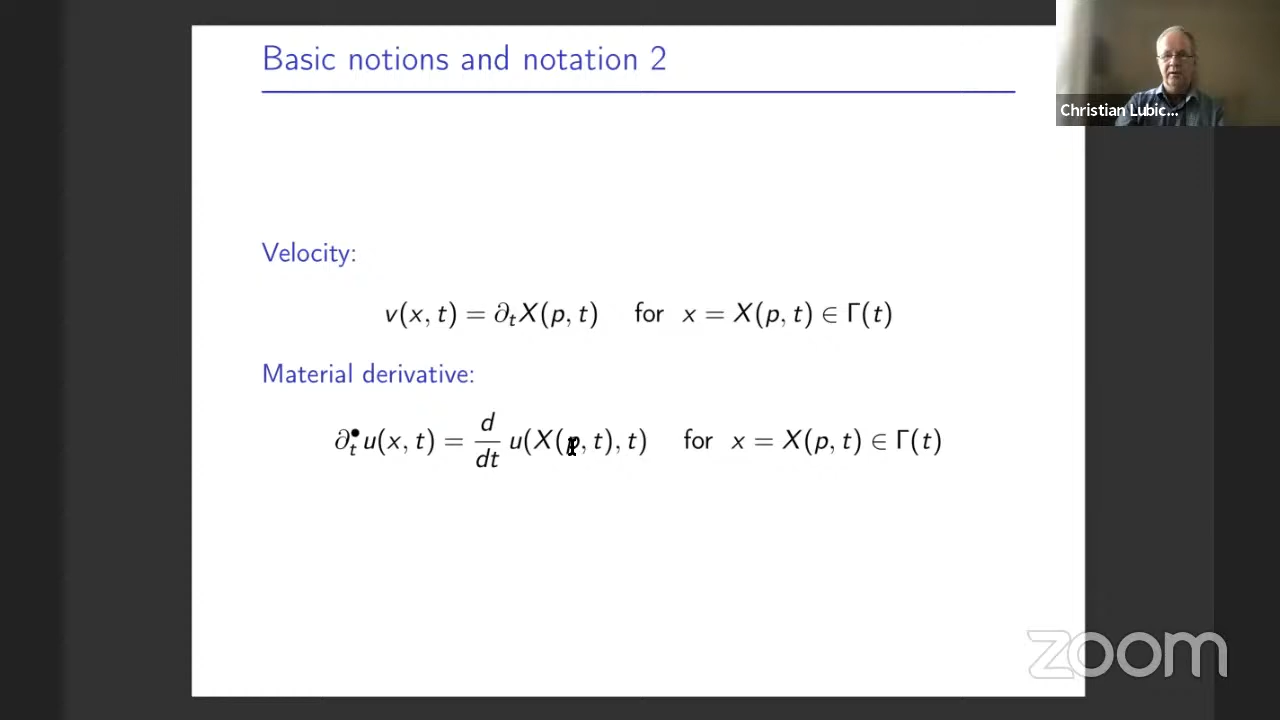 Basic notions and notation 2
Christian Lubic...
Velocity:
v(x, t) = ∂ₜX(p, t) for x = X(p, t) ∈ Γ(t)
Material derivative:
∂ₜ•u(x, t) = d/dt u(X(p, t), t) for x = X(p, t) ∈ Γ(t)
zoom